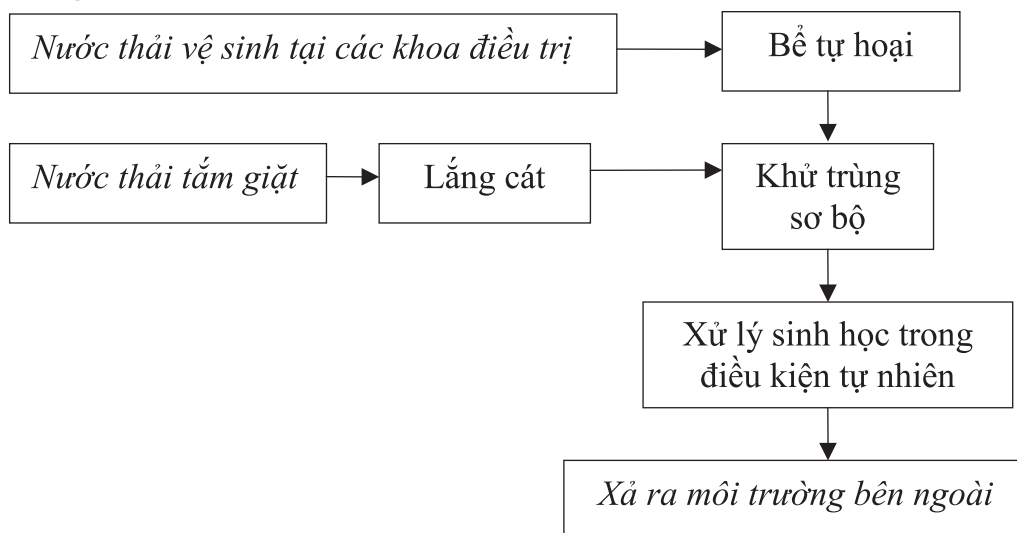 Nước thải vệ sinh tại các khoa điều trị
Bể tự hoại
Nước thải tắm giặt
Lắng cát
Khử trùng
sơ bộ
Xử lý sinh học trong
điều kiện tự nhiên
Xả ra môi trường bên ngoài